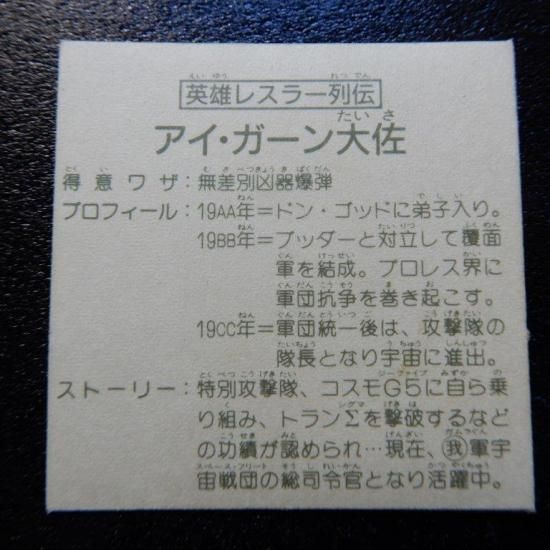 英雄レスラー列伝
アイ・ガーン大佐
得意ワザ:無差別凶器爆弾
プロフィール:19AA年=ドン・ゴッドに弟子入り。
19BB年=ブッダーと対立して覆面
軍を結成。プロレス界に
軍団抗争を巻き起こす。
19CC年=軍団統一後は、攻撃隊の
隊長となり宇宙に進出。
ストーリー:特別攻撃隊、コスモG5に自ら乗
り組み、トランΣを撃破するなど
の功績が認められ…現在、我軍宇
宙戦団の総司令官となり活躍中。